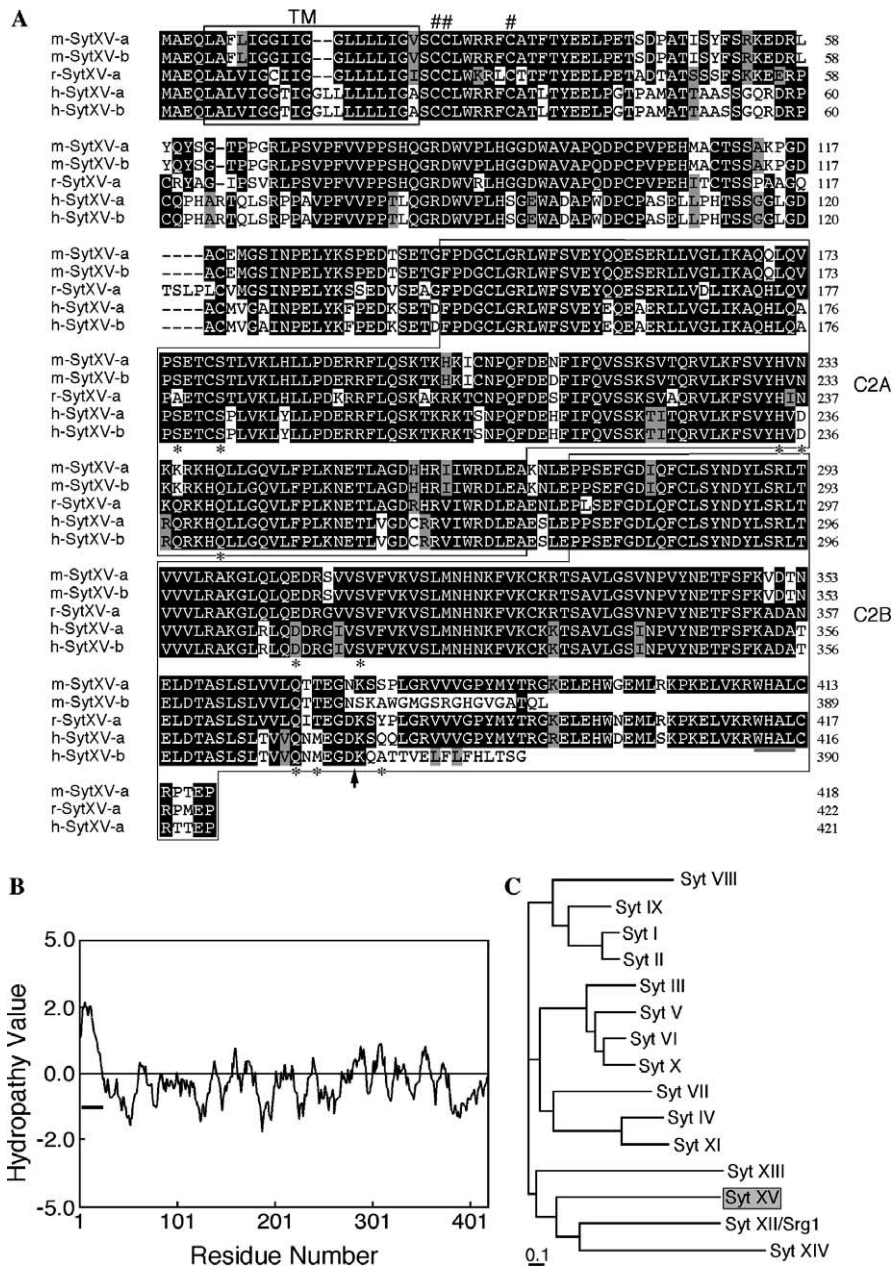 A
TM
## #
m-SytXV-a MAEQLAFLIGGIIG--GLLLLLIGVSCCLWRRFCATFTYEELPETSDPATISYFSRKEDRL 58
m-SytXV-b MAEQLAFLIGGIIG--GLLLLLIGVSCCLWRRFCATFTYEELPETSDPATISYFSRKEDRL 58
r-SytXV-a MAEQLALVIGCIIG--GLLLLLIGISCCLWKRLCTTFTYEELPETADTATSSSFSKKEERP 58
h-SytXV-a MAEQLALVIGGTIGGLLLLLLIGASCCLWRRFCATLTYEELPGTPAMATTAASSGQRDRP 60
h-SytXV-b MAEQLALVIGGTIGGLLLLLLIGASCCLWRRFCATLTYEELPGTPAMATTAASSGQRDRP 60
m-SytXV-a YQYSG-TPPGRLPSVPFVVPPSHQGRDWVPLHGGDWAVAPQDPCPVPEHMACTSSAKPGD 117
m-SytXV-b YQYSG-TPPGRLPSVPFVVPPSHQGRDWVPLHGGDWAVAPQDPCPVPEHMACTSSAKPGD 117
r-SytXV-a CRYAG-IPSVRLPSVPFVVPPSHQGRDWVRLHGGDWAVAPQDPCPVPEHITCTSSPAAGQ 117
h-SytXV-a CQPHARTQLSRPPAVPFVVPPTLQGRDWVPLHSGEWADAPWDPCPASELLPHTSSGGLGD 120
h-SytXV-b CQPHARTQLSRPPAVPFVVPPTLQGRDWVPLHSGEWADAPWDPCPASELLPHTSSGGLGD 120
m-SytXV-a ----ACEMGSINPELYKSPEDTSETGFPDGCLGRLWFSVEYQQESERLLVGLIKAQQLQV 173
m-SytXV-b ----ACEMGSINPELYKSPEDTSETGFPDGCLGRLWFSVEYQQESERLLVGLIKAQQLQV 173
r-SytXV-a TSLPLCVMGSINPELYKSSEDVSEAGFPDGCLGRLWFSVEYQQESERLLVDLIKAQHLQV 177
h-SytXV-a ----ACMVGAINPELYKFPEDKSETDFPDGCLGRLWFSVEYEQEAERLLVGLIKAQHLQA 176
h-SytXV-b ----ACMVGAINPELYKFPEDKSETDFPDGCLGRLWFSVEYEQEAERLLVGLIKAQHLQA 176
m-SytXV-a PSETCSTLVKLHLLPDERRFLQSKTKHKICNPQFDENFIFQVSSKSVTQRVLKFSVYHVN 233
m-SytXV-b PSETCSTLVKLHLLPDERRFLQSKTKHKICNPQFDEDFIFQVSSKSVTQRVLKFSVYHVN 233
r-SytXV-a PAETCSTLVKLHLLPDKRRFLQSKAKRKTCNPQFDESFIFQVSSKSVAQRVLKFSVYHIN 237
h-SytXV-a PSETCSPLVKLYLLPDERRFLQSKTKRKTSNPQFDEHFIFQVSSKTITQRVLKFSVYHVD 236
h-SytXV-b PSETCSPLVKLYLLPDERRFLQSKTKRKTSNPQFDEHFIFQVSSKTITQRVLKFSVYHVD 236
C2A
* * * *
m-SytXV-a KKRKHQLLGQVLFPLKNETLAGDHHRIIWRDLEAKNLEPPSEFGDIQFCLSYNDYLSRLT 293
m-SytXV-b KKRKHQLLGQVLFPLKNETLAGDHHRIIWRDLEAKNLEPPSEFGDIQFCLSYNDYLSRLT 293
r-SytXV-a KQRKHQLLGQVLFPLKNETLAGDRHRVIWRDLEAENLEPLSEFGDLQFCLSYNDYLSRLT 297
h-SytXV-a RQRKHQLLGQVLFPLKNETLVGDCRRVIWRDLEAESLEPPSEFGDLQFCLSYNDYLSRLT 296
h-SytXV-b RQRKHQLLGQVLFPLKNETLVGDCRRVIWRDLEAESLEPPSEFGDLQFCLSYNDYLSRLT 296
*
m-SytXV-a VVVLRAKGLQLQEDRSVVSVFVKVSLMNHNKFVKCKRTSAVLGSVNPVYNETFSFKVDTN 353
m-SytXV-b VVVLRAKGLQLQEDRSVVSVFVKVSLMNHNKFVKCKRTSAVLGSVNPVYNETFSFKVDTN 353
r-SytXV-a VVVLRAKGLQLQEDRGVVSVFVKVSLMNHNKFVKCKRTSAVLGSVNPVYNETFSFKADAN 357
h-SytXV-a VVVLRAKGLRLQDDRGIVSVFVKVSLMNHNKFVKCKKTSAVLGSINPVYNETFSFKADAT 356
h-SytXV-b VVVLRAKGLRLQDDRGIVSVFVKVSLMNHNKFVKCKKTSAVLGSINPVYNETFSFKADAT 356
C2B
* *
m-SytXV-a ELDTASLSLVVLQTTEGNKSSPLGRVVVGPYMYTRGKELEHWGEMLRKPKELVKRWHALC 413
m-SytXV-b ELDTASLSLVVLQTTEGNSKAWGMGSRGHGVGATQL 389
r-SytXV-a ELDTASLSLVVLQITEGDKSYPLGRVVVGPYMYTRGKELEHWNEMLRKPKELVKRWHALC 417
h-SytXV-a ELDTASLSLTVVQNMEGDKSQQLGRVVVGPYMYTRGRELEHWDEMLSKPKELVKRWHALC 416
h-SytXV-b ELDTASLSLTVVQNMEGDKQATTVELFLFHLTSG 390
* * *
m-SytXV-a RPTEP 418
r-SytXV-a RPMEP 422
h-SytXV-a RTTEP 421
B
5.0
2.0
0.0
-2.0
-5.0
Hydropathy Value
1 101 201 301 401
Residue Number
C
Syt VIII
Syt IX
Syt I
Syt II
Syt III
Syt V
Syt VI
Syt X
Syt VII
Syt IV
Syt XI
Syt XIII
Syt XV
Syt XII/Srg1
Syt XIV
0.1